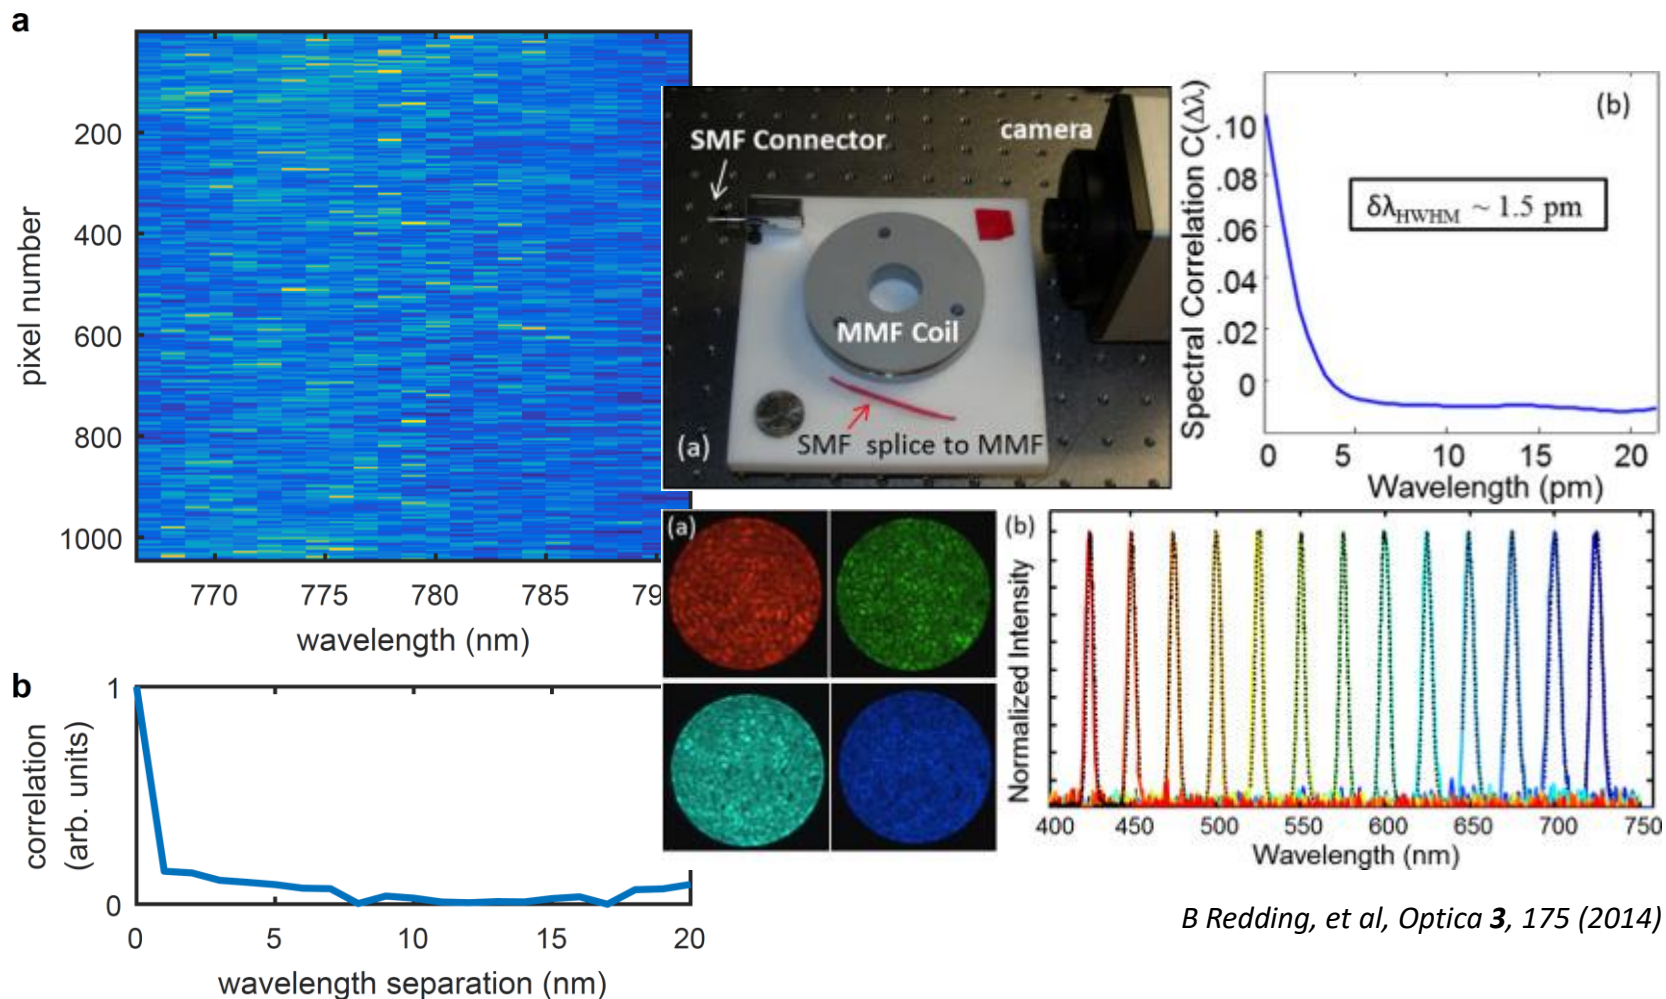 a
200
400
600
800
1000
pixel number
770
775
780
785
79
wavelength (nm)
b
1
0
correlation
(arb. units)
0
5
10
15
20
wavelength separation (nm)
SMF Connector
camera
MMF Coil
SMF splice to MMF
(a)
(b)
Spectral Correlation C(Δλ)
.10
.08
.06
.04
.02
0
δλHWHM ~ 1.5 pm
0
5
10
15
20
Wavelength (pm)
(a)
(b)
Normalized Intensity
400
450
500
550
600
650
700
750
Wavelength (nm)
B Redding, et al, Optica 3, 175 (2014)